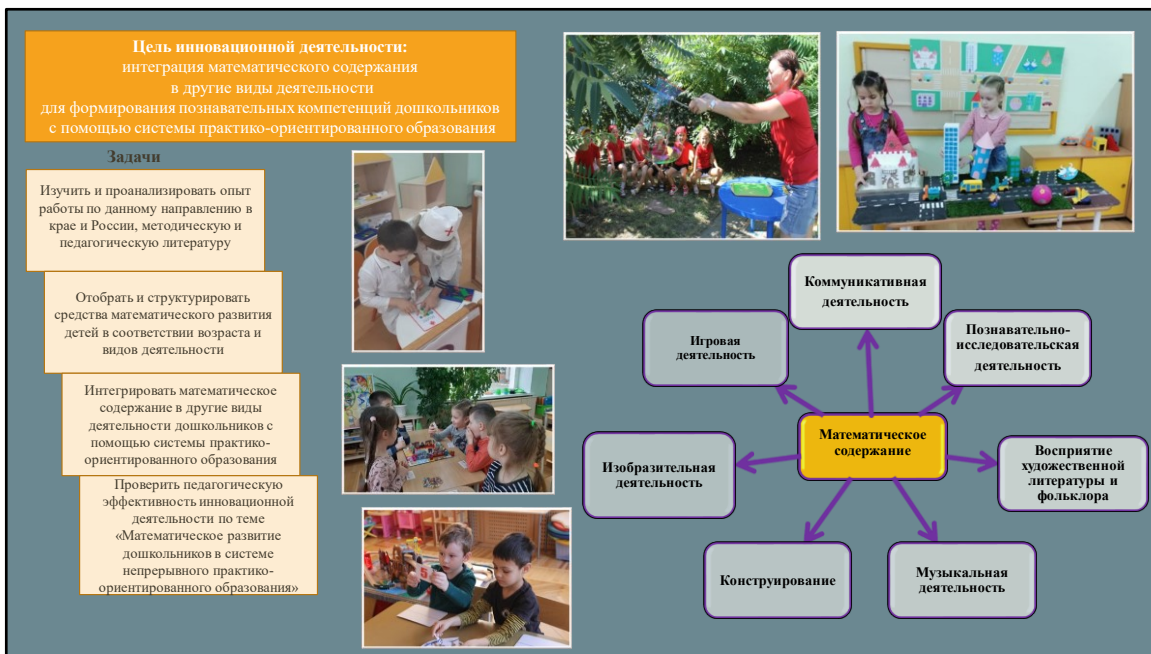 Цель инновационной деятельности:
интеграция математического содержания
в другие виды деятельности
для формирования познавательных компетенций дошкольников
с помощью системы практико-ориентированного образования
Задачи
Изучить и проанализировать опыт
работы по данному направлению в
крае и России, методическую и
педагогическую литературу
Отобрать и структурировать
средства математического развития
детей в соответствии возраста и
видов деятельности
Интегрировать математическое
содержание в другие виды
деятельности дошкольников с
помощью системы практико-
ориентированного образования
Проверить педагогическую
эффективность инновационной
деятельности по теме
«Математическое развитие
дошкольников в системе
непрерывного практико-
ориентированного образования»
Коммуникативная
деятельность
Игровая
деятельность
Познавательно-
исследовательская
деятельность
Математическое
содержание
Изобразительная
деятельность
Восприятие
художественной
литературы и
фольклора
Конструирование
Музыкальная
деятельность